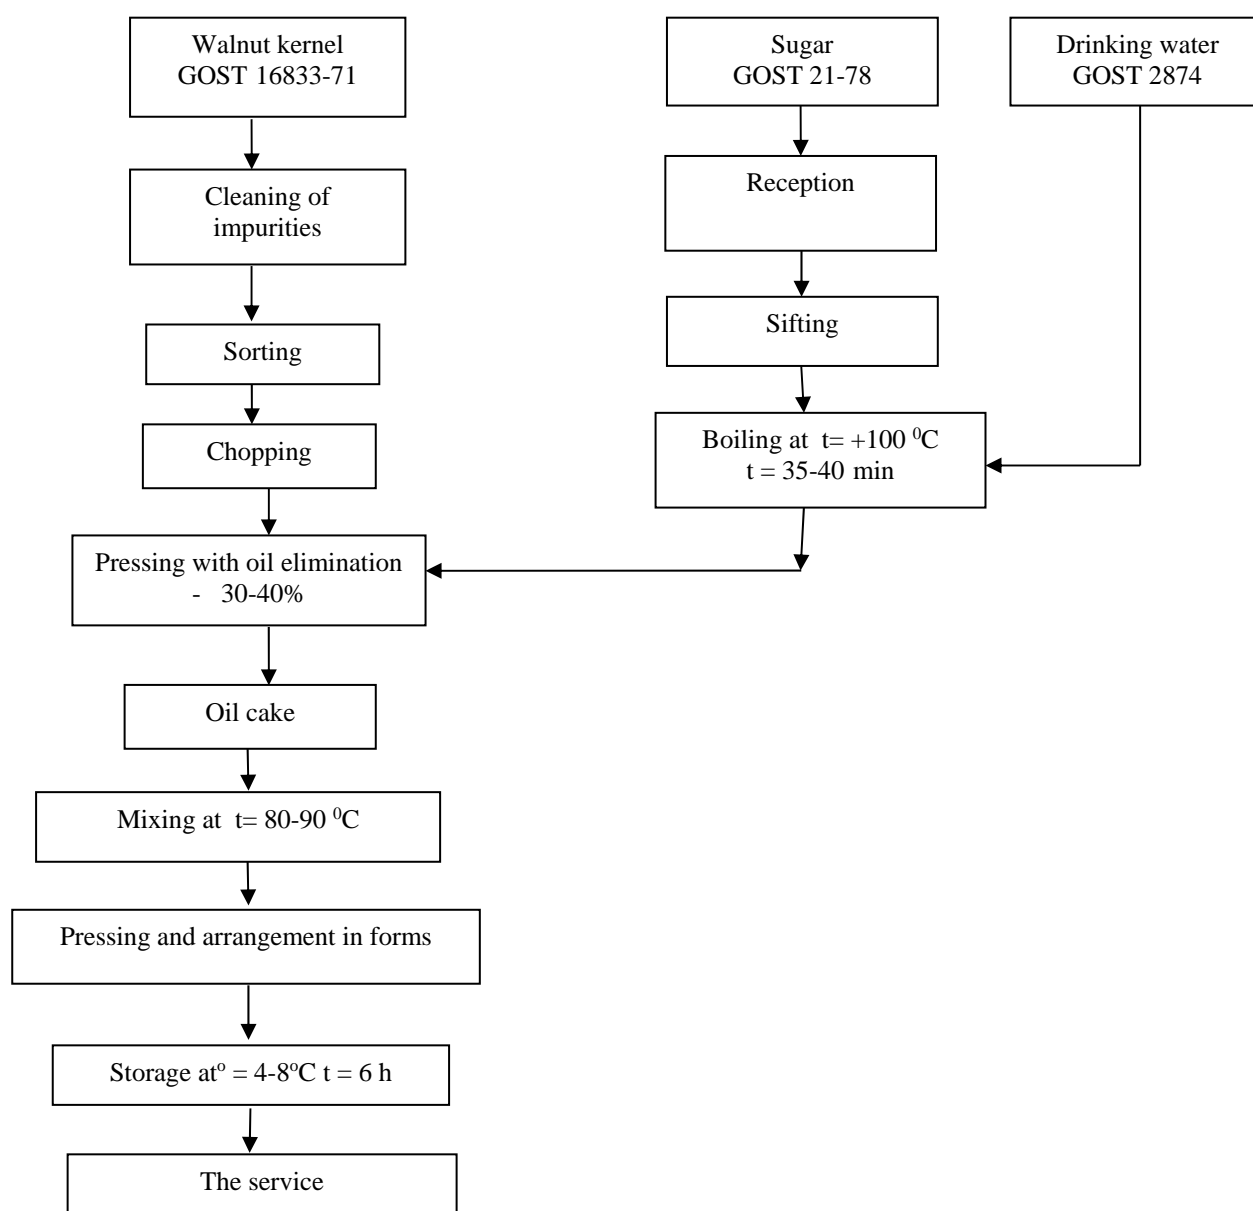 Walnut kernel
GOST 16833-71
Sugar
GOST 21-78
Drinking water
GOST 2874
Cleaning of
impurities
Reception
Sorting
Sifting
Chopping
Boiling at t= +100 ⁰C
t = 35-40 min
Pressing with oil elimination
- 30-40%
Oil cake
Mixing at t= 80-90 ⁰C
Pressing and arrangement in forms
Storage atº = 4-8ºC t = 6 h
The service